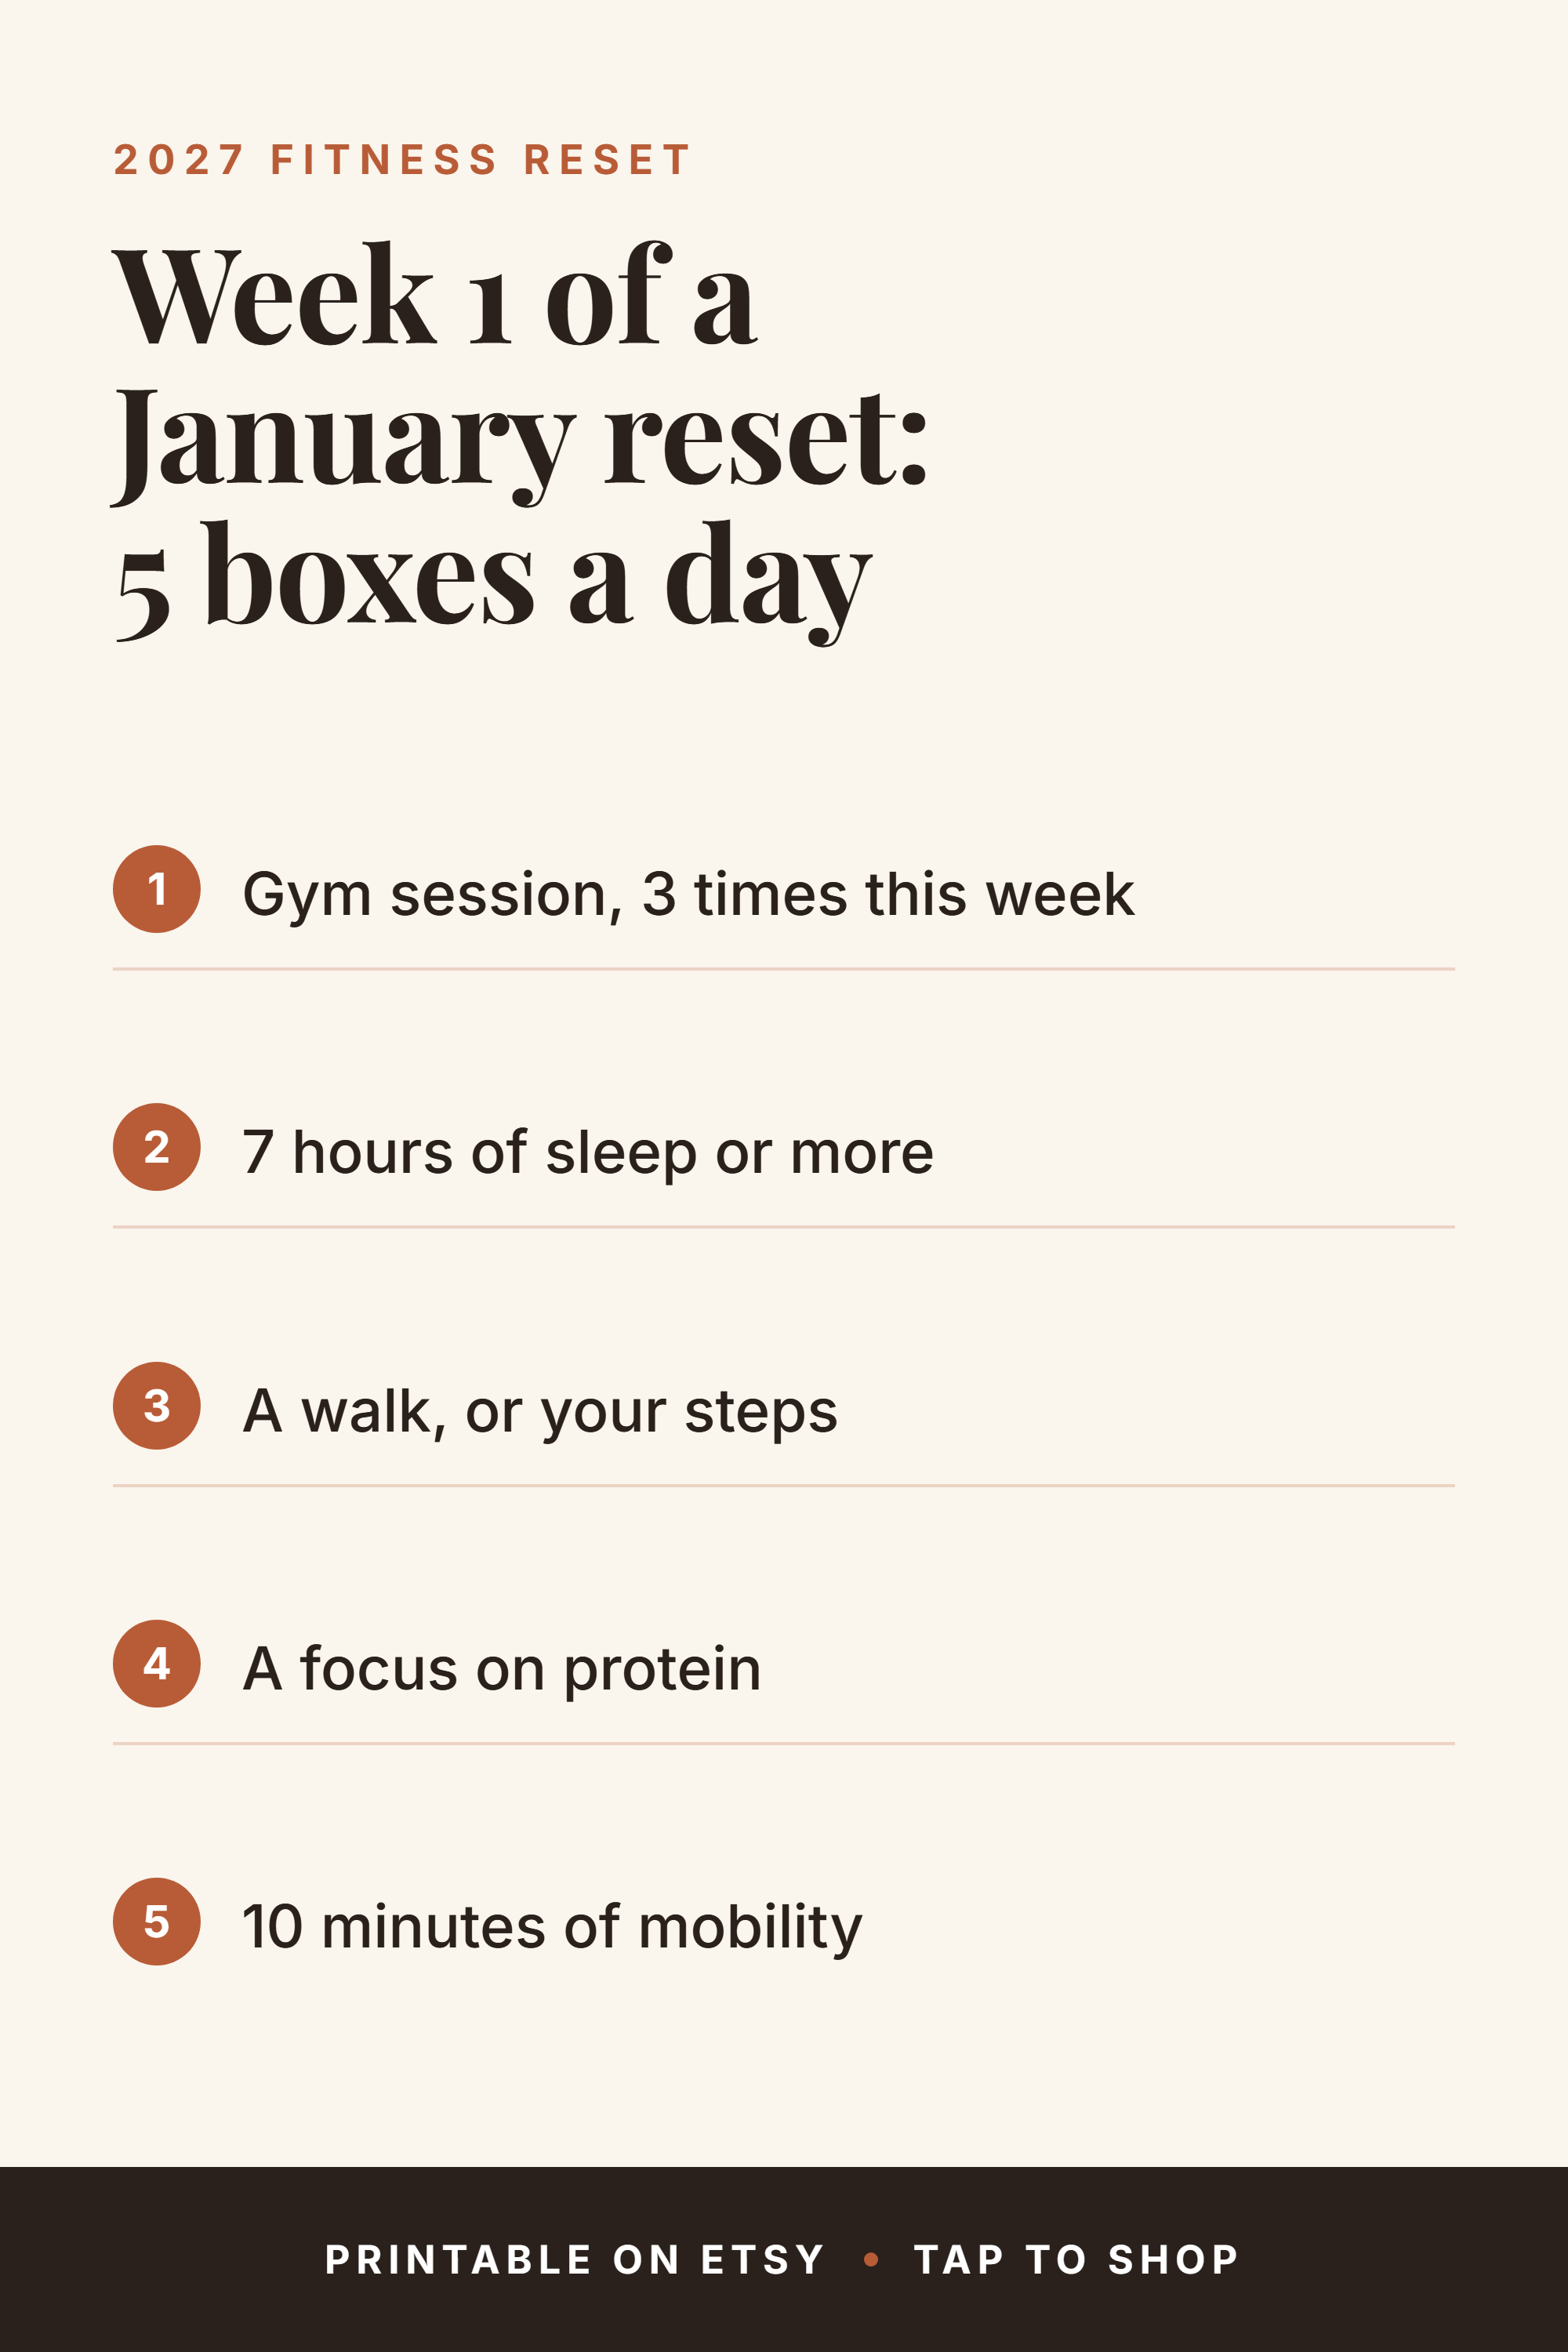 2027 FITNESS RESET
Week 1 of a
January reset:
5 boxes a day
1 Gym session, 3 times this week
2 7 hours of sleep or more
3 A walk, or your steps
4 A focus on protein
5 10 minutes of mobility
PRINTABLE ON ETSY • TAP TO SHOP